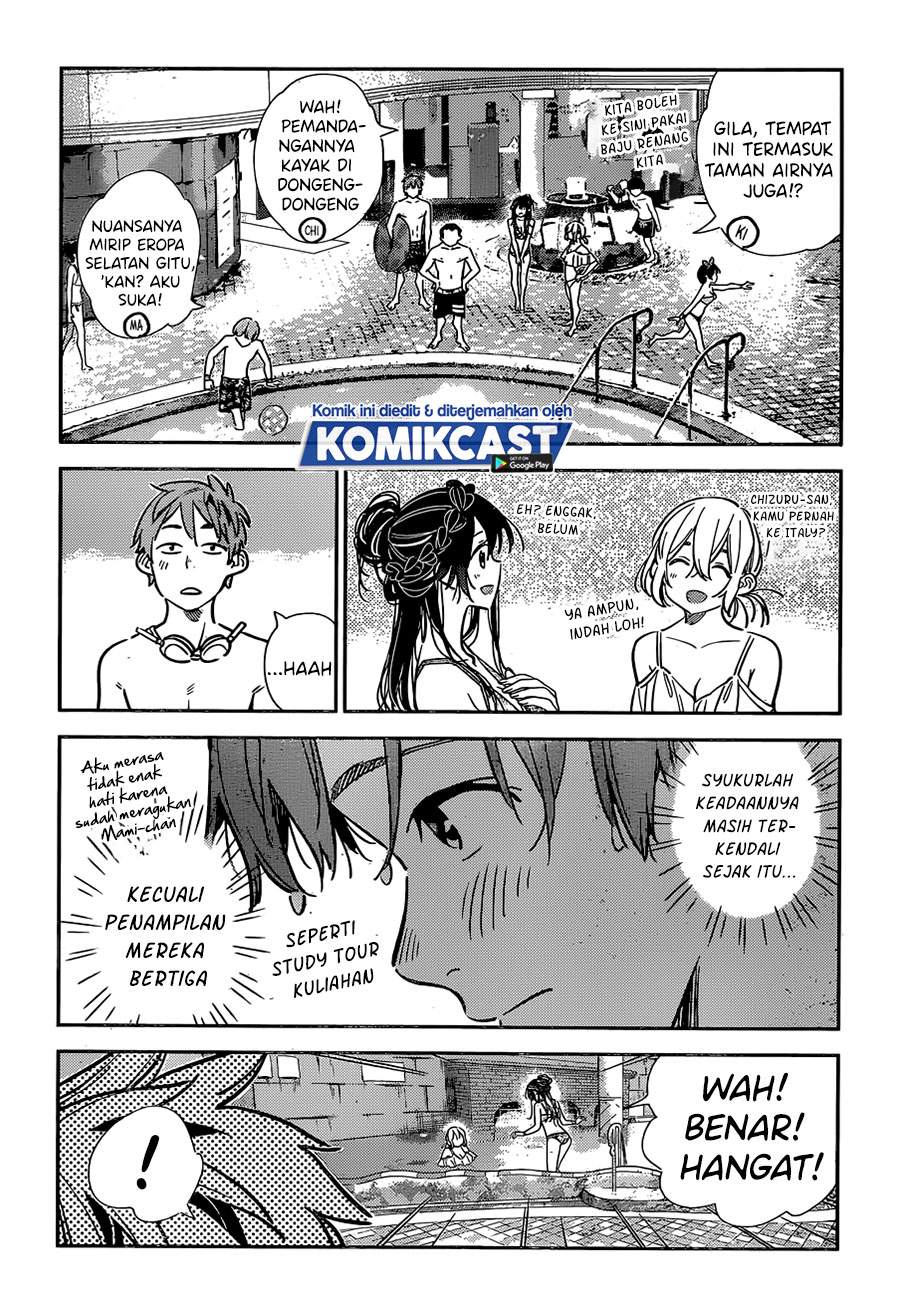 GILA, TEMPAT
INI TERMASUK
TAMAN AIRNYA
JUGA!?
KI
KITA BOLEH
KE SINI PAKAI
BAJU RENANG
KITA
WAH!
PEMANDA-
NGANNYA
KAYAK DI
DONGENG-
DONGENG
CHI
NUANSANYA
MIRIP EROPA
SELATAN GITU,
'KAN? AKU
SUKA!
MA
Komik ini diedit & diterjemahkan oleh
KOMIKCAST
GET IT ON
Google Play
CHIZURU-SAN,
KAMU PERNAH
KE ITALY?
EH? ENGGAK,
BELUM
YA AMPUN,
INDAH LOH!
...HAAH
SYUKURLAH
KEADAANNYA
MASIH TER-
KENDALI
SEJAK ITU...
Aku merasa
tidak enak
hati karena
sudah meragukan
Mami-chan
SEPERTI
STUDY TOUR
KULIAHAN
KECUALI
PENAMPILAN
MEREKA
BERTIGA
WAH!
BENAR!
HANGAT!
!